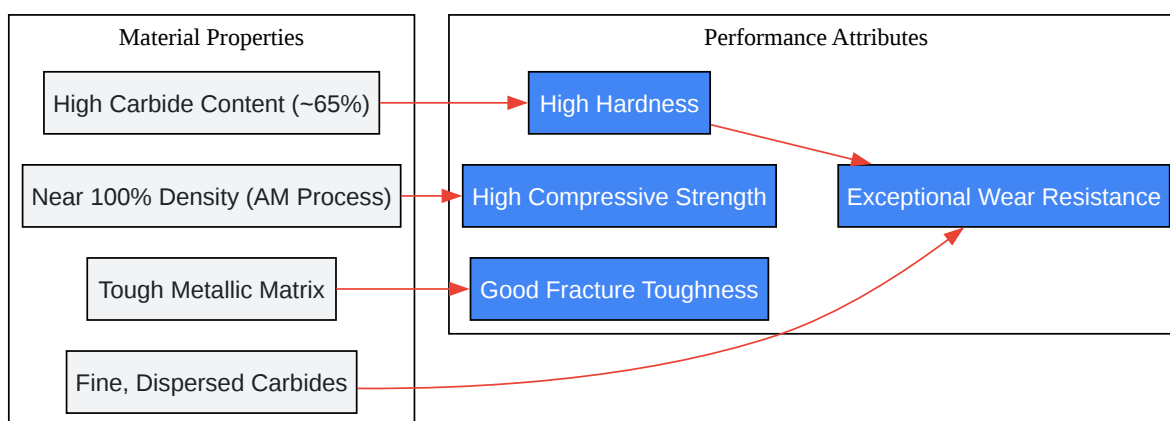 Material Properties
Performance Attributes
High Carbide Content (~65%)
High Hardness
Near 100% Density (AM Process)
High Compressive Strength
Exceptional Wear Resistance
Tough Metallic Matrix
Good Fracture Toughness
Fine, Dispersed Carbides